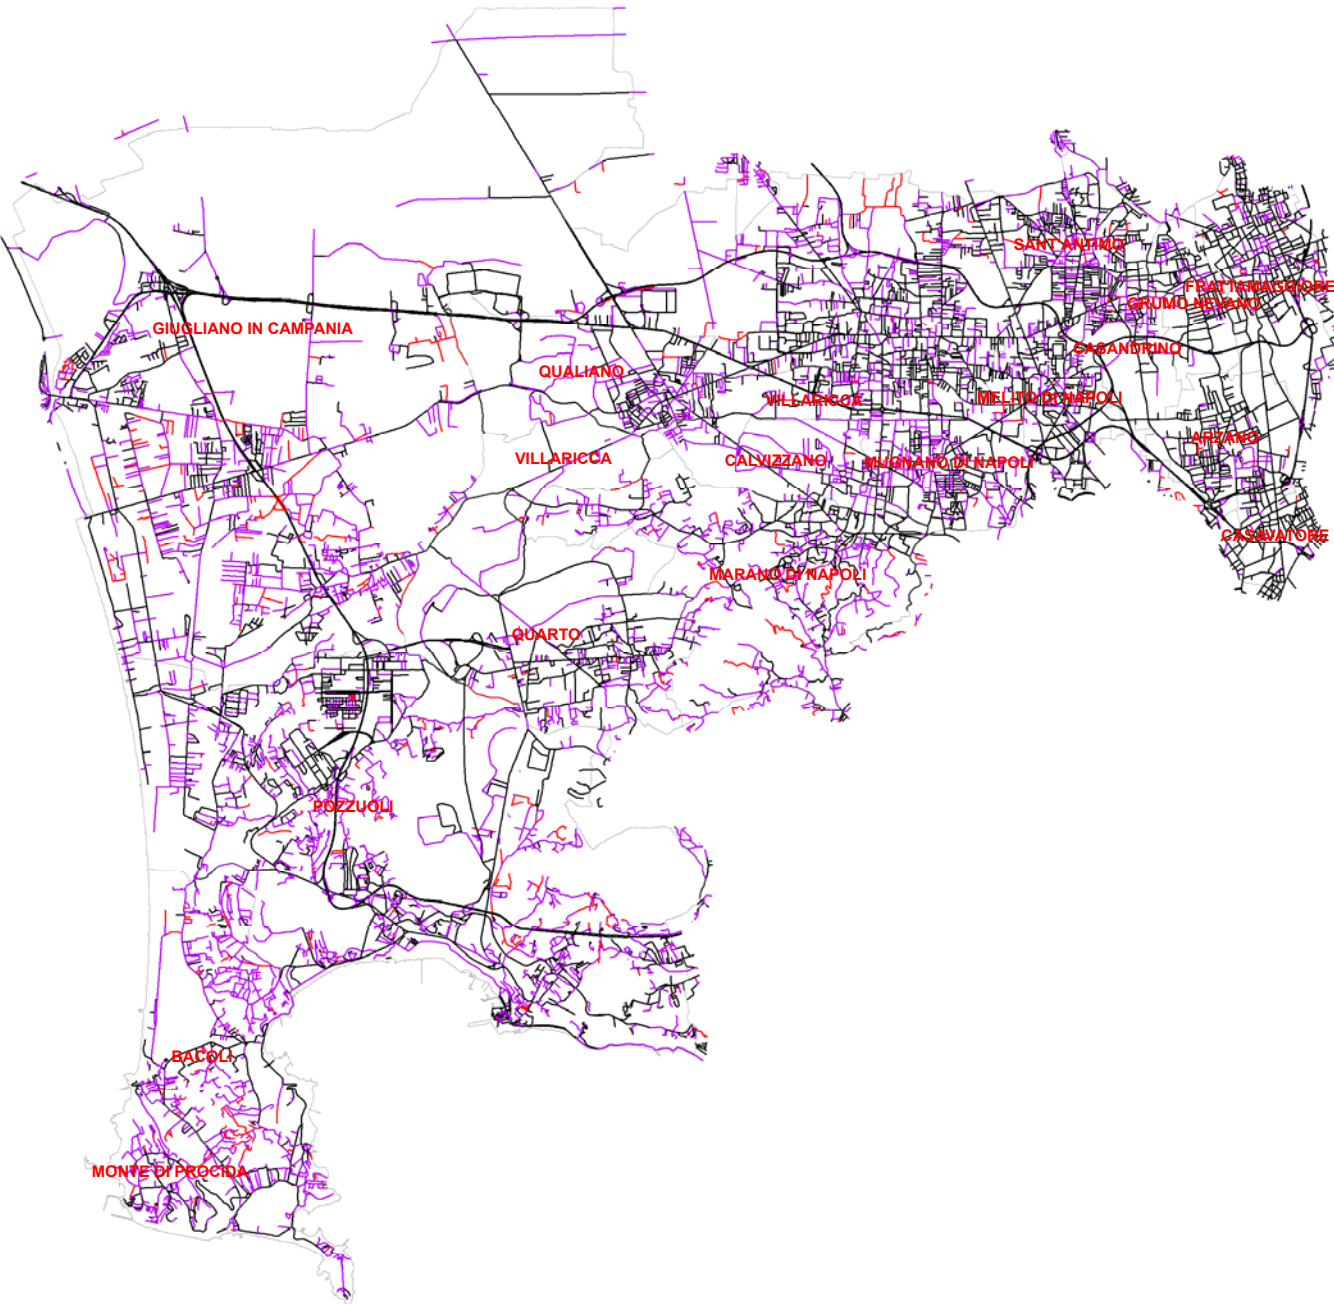 SANT'ANTIMO
FRATTAMAGGIORE
GRUMO NEVANO
GIUGLIANO IN CAMPANIA
CASANDRINO
QUALIANO
VILLARICCA
MELITO DI NAPOLI
ARZANO
VILLARICCA
CALVIZZANO
MUGNANO DI NAPOLI
CASAVATORE
MARANO DI NAPOLI
QUARTO
POZZUOLI
BACOLI
MONTE DI PROCIDA